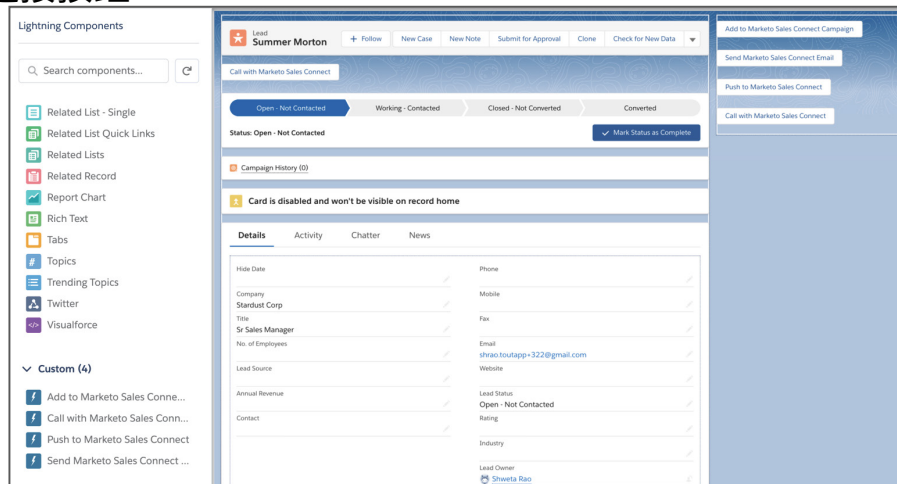 Lightning Components
Search components...
Related List - Single
Related List Quick Links
Related Lists
Related Record
Report Chart
Rich Text
Tabs
Topics
Trending Topics
Twitter
Visualforce
Custom (4)
Add to Marketo Sales Conne...
Call with Marketo Sales Conn...
Push to Marketo Sales Connect
Send Marketo Sales Connect ...
Lead
Summer Morton
+ Follow
New Case
New Note
Submit for Approval
Clone
Check for New Data
Call with Marketo Sales Connect
Open - Not Contacted
Working - Contacted
Closed - Not Converted
Converted
Status: Open - Not Contacted
Mark Status as Complete
Campaign History (0)
Card is disabled and won't be visible on record home
Details
Activity
Chatter
News
Hide Date
Phone
Company
Stardust Corp
Mobile
Title
Sr Sales Manager
Fax
No. of Employees
Email
shrao.toutapp+322@gmail.com
Lead Source
Website
Annual Revenue
Lead Status
Open - Not Contacted
Contact
Rating
Industry
Lead Owner
Shweta Rao
Add to Marketo Sales Connect Campaign
Send Marketo Sales Connect Email
Push to Marketo Sales Connect
Call with Marketo Sales Connect